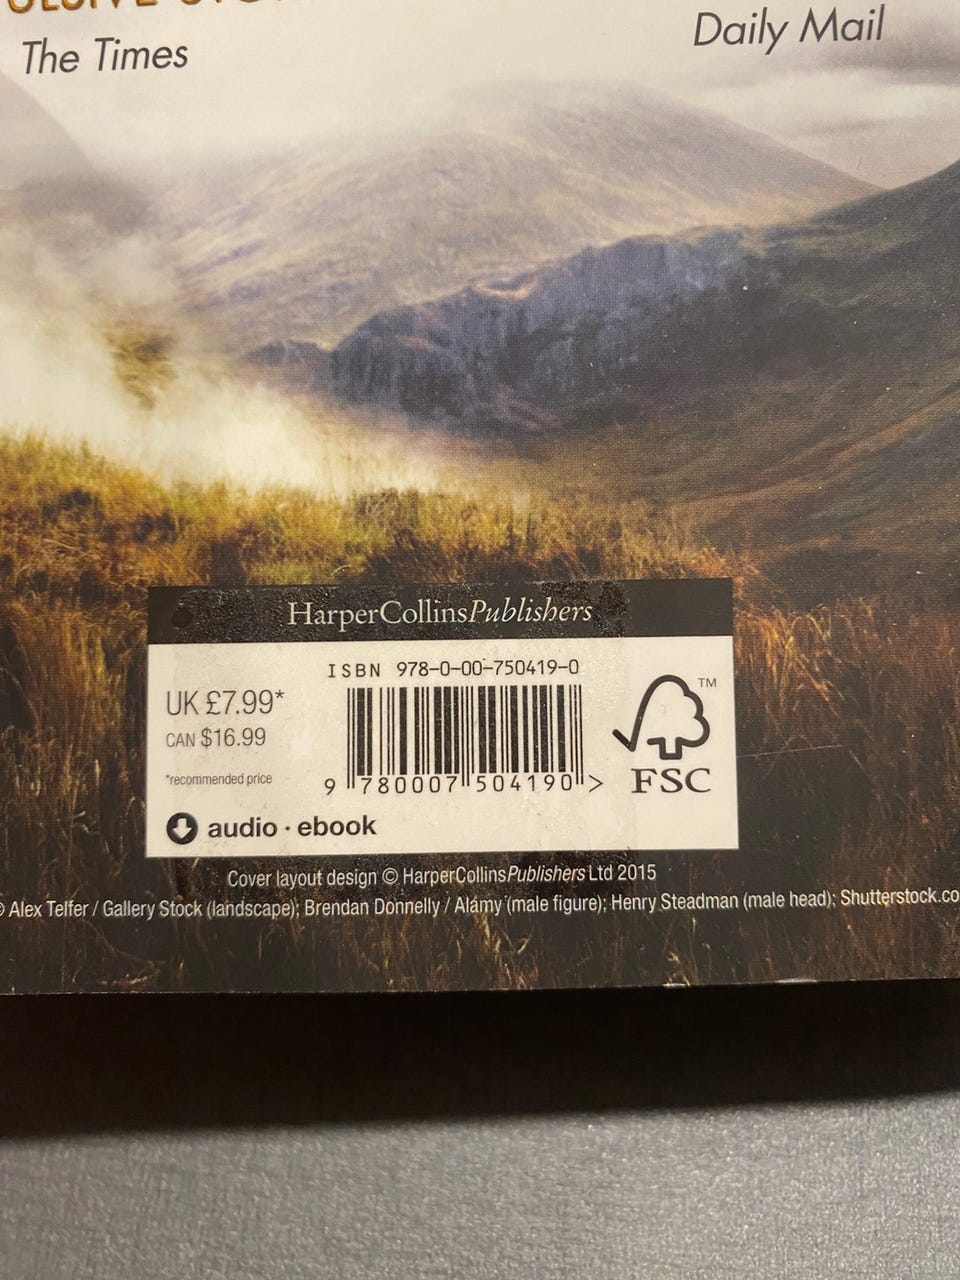 The Times
Daily Mail
HarperCollinsPublishers
ISBN 978-0-00-750419-0
UK £7.99*
CAN $16.99
*recommended price
9 780007 504190 >
FSC
TM
audio · ebook
Cover layout design © HarperCollinsPublishers Ltd 2015
© Alex Telfer / Gallery Stock (landscape); Brendan Donnelly / Alamy (male figure); Henry Steadman (male head); Shutterstock.co